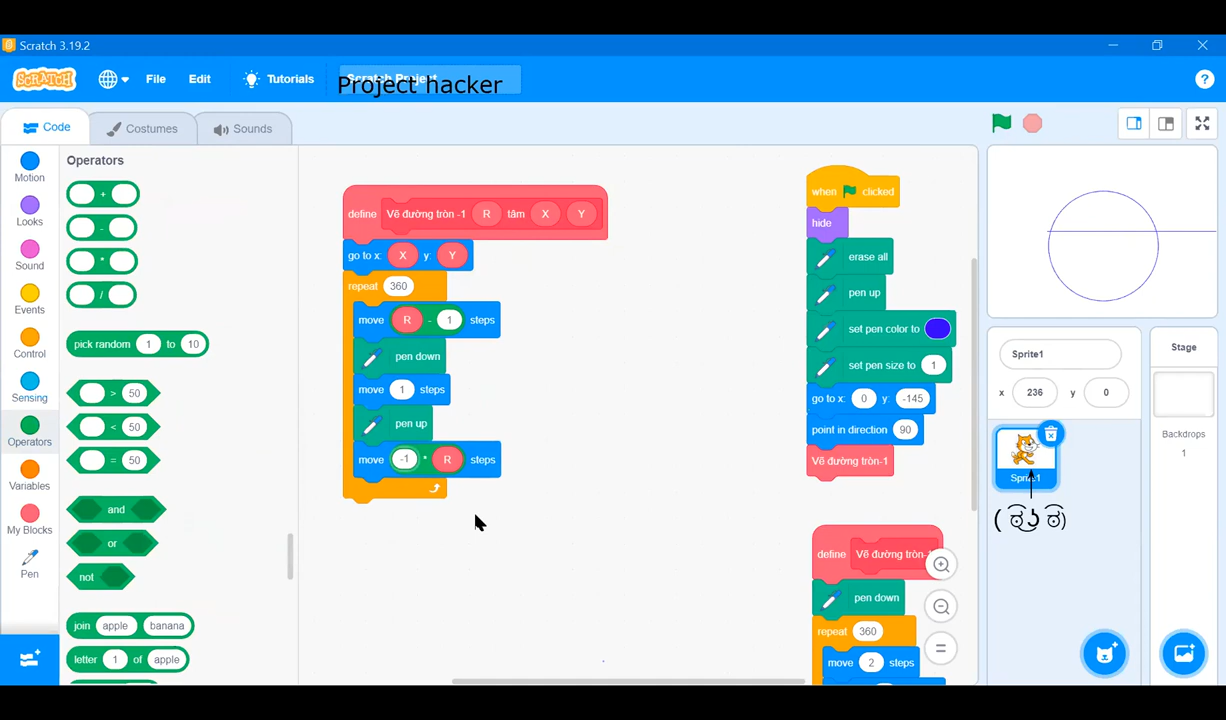 Scratch 3.19.2
SCRATCH
File
Edit
Tutorials
Scratch Project
Project hacker
?
Code
Costumes
Sounds
Motion
Looks
Sound
Events
Control
Sensing
Operators
Variables
My Blocks
Pen
Operators
+
-
*
/
pick random 1 to 10
> 50
< 50
= 50
and
or
not
join apple banana
letter 1 of apple
define Vẽ đường tròn -1 R tâm X Y
go to x: X y: Y
repeat 360
move R - 1 steps
pen down
move 1 steps
pen up
move -1 * R steps
when clicked
hide
erase all
pen up
set pen color to
set pen size to 1
go to x: 0 y: -145
point in direction 90
Vẽ đường tròn-1
define Vẽ đường tròn-
pen down
repeat 360
move 2 steps
Sprite1
x 236 y 0
Sprite1
Stage
Backdrops
1